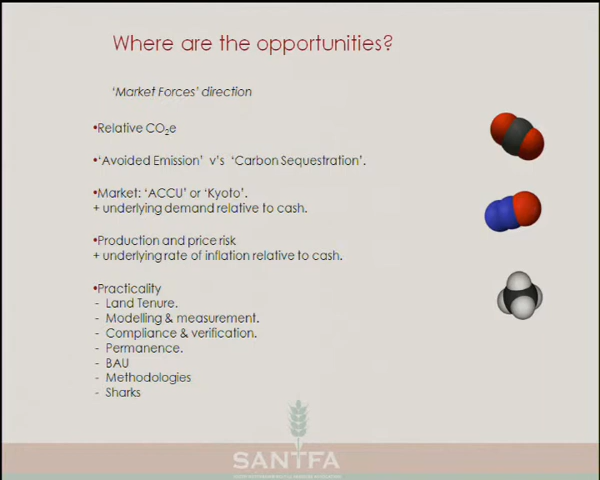 Where are the opportunities?
‘Market Forces’ direction
•Relative CO₂e
•‘Avoided Emission’ v’s ‘Carbon Sequestration’.
•Market: ‘ACCU’ or ‘Kyoto’.
+ underlying demand relative to cash.
•Production and price risk
+ underlying rate of inflation relative to cash.
•Practicality
- Land Tenure.
- Modelling & measurement.
- Compliance & verification.
- Permanence.
- BAU
- Methodologies
- Sharks
SANTFA